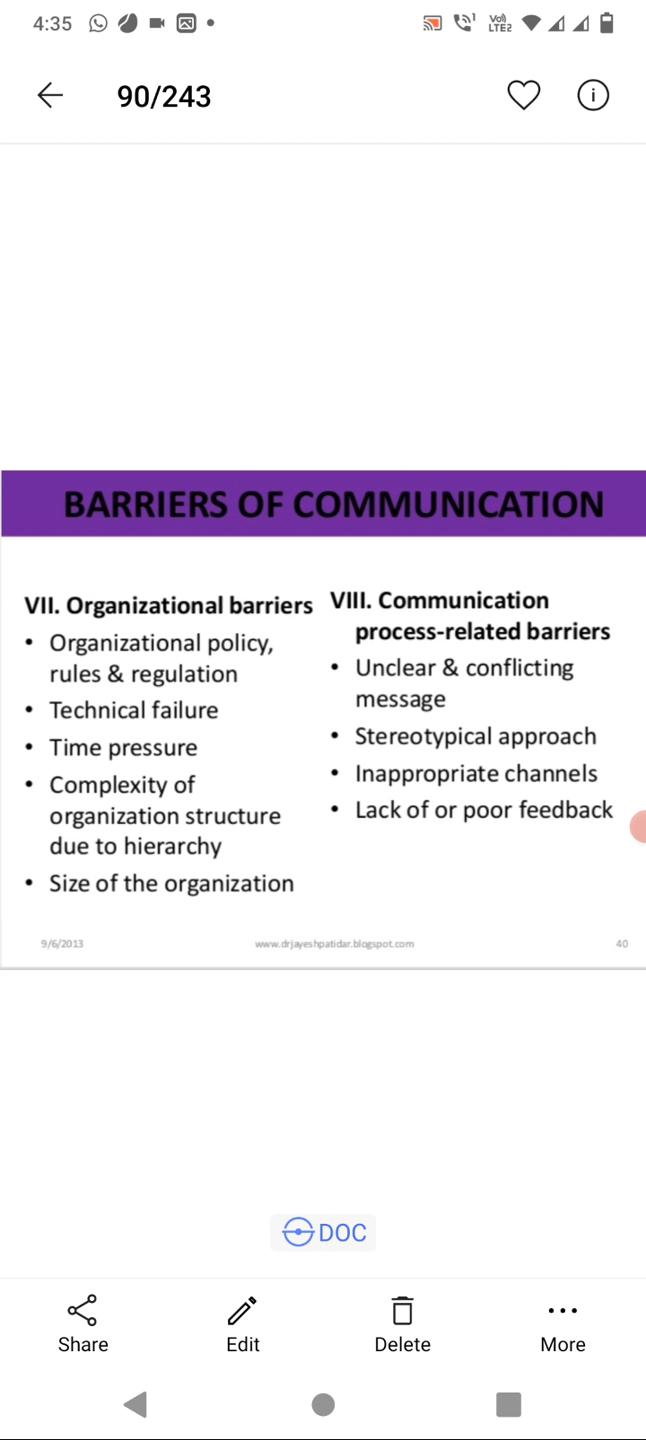 4:35
Vo)) LTE2
90/243
BARRIERS OF COMMUNICATION
VII. Organizational barriers
• Organizational policy,
rules & regulation
• Technical failure
• Time pressure
• Complexity of
organization structure
due to hierarchy
• Size of the organization
VIII. Communication
process-related barriers
• Unclear & conflicting
message
• Stereotypical approach
• Inappropriate channels
• Lack of or poor feedback
9/6/2013
www.drjayeshpatidar.blogspot.com
40
DOC
Share
Edit
Delete
More